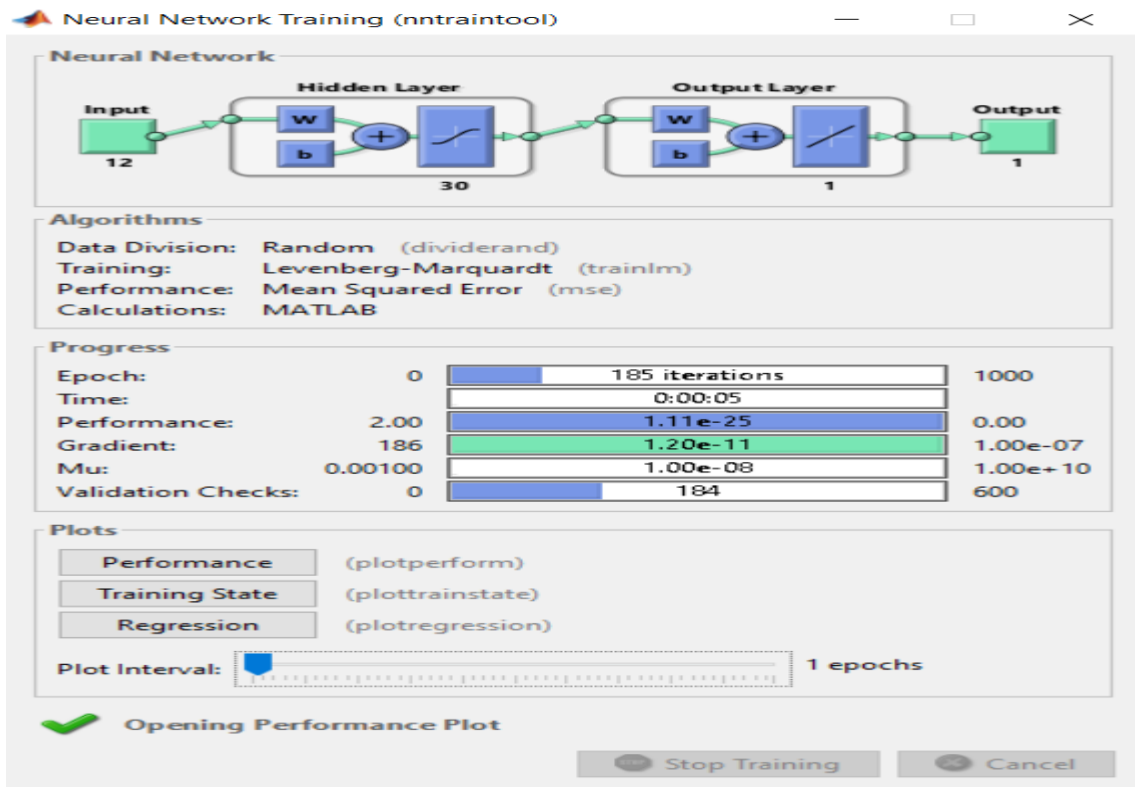 Neural Network Training (nntraintool)
Neural Network
Hidden Layer
Output Layer
Input
Output
W
W
b
b
12
30
1
1
Algorithms
Data Division: Random (dividerand)
Training: Levenberg-Marquardt (trainlm)
Performance: Mean Squared Error (mse)
Calculations: MATLAB
Progress
Epoch: 0 185 iterations 1000
Time: 0:00:05
Performance: 2.00 1.11e-25 0.00
Gradient: 186 1.20e-11 1.00e-07
Mu: 0.00100 1.00e-08 1.00e+10
Validation Checks: 0 184 600
Plots
Performance (plotperform)
Training State (plottrainstate)
Regression (plotregression)
Plot Interval: 1 epochs
Opening Performance Plot
Stop Training Cancel